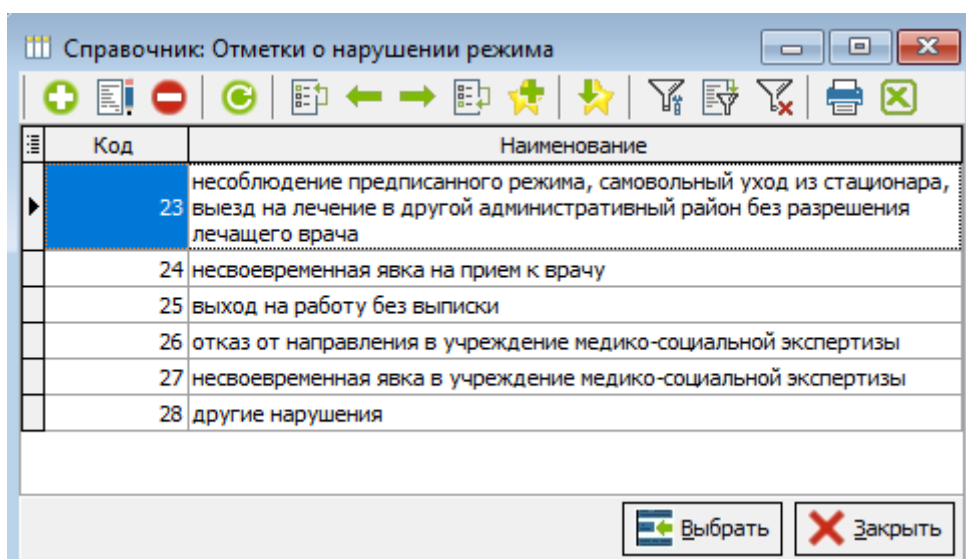 Справочник: Отметки о нарушении режима
Код Наименование
23 несоблюдение предписанного режима, самовольный уход из стационара,
выезд на лечение в другой административный район без разрешения
лечащего врача
24 несвоевременная явка на прием к врачу
25 выход на работу без выписки
26 отказ от направления в учреждение медико-социальной экспертизы
27 несвоевременная явка в учреждение медико-социальной экспертизы
28 другие нарушения
Выбрать Закрыть